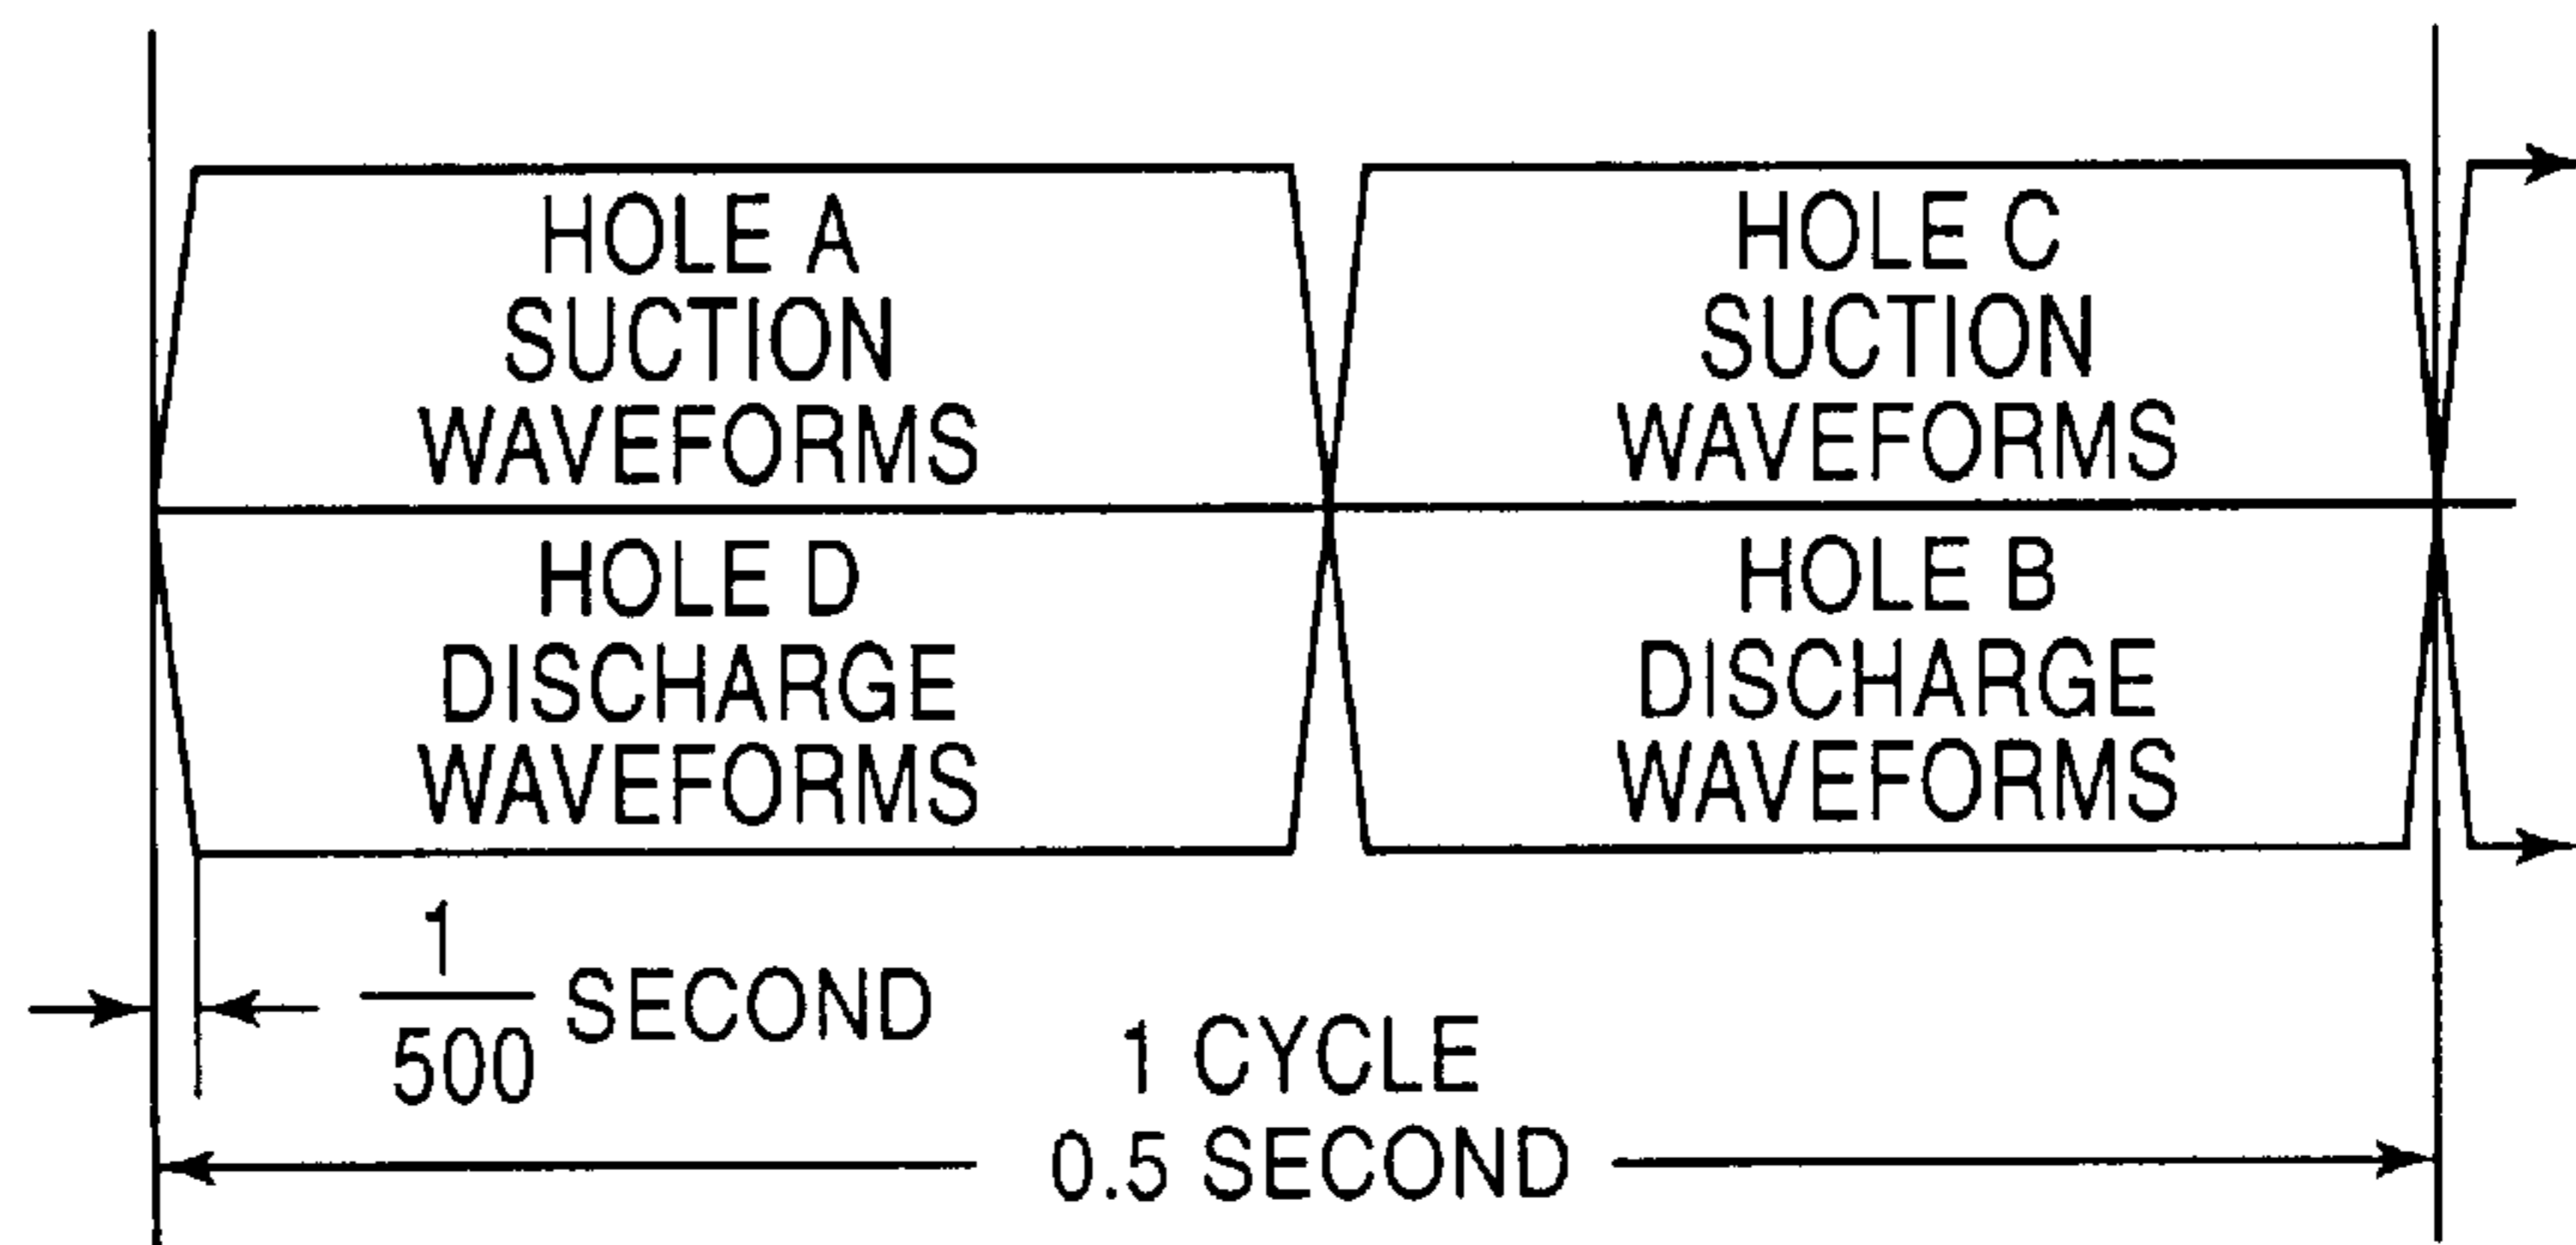 HOLE A
SUCTION
WAVEFORMS
HOLE C
SUCTION
WAVEFORMS
HOLE D
DISCHARGE
WAVEFORMS
HOLE B
DISCHARGE
WAVEFORMS
1
500 SECOND
1 CYCLE
0.5 SECOND